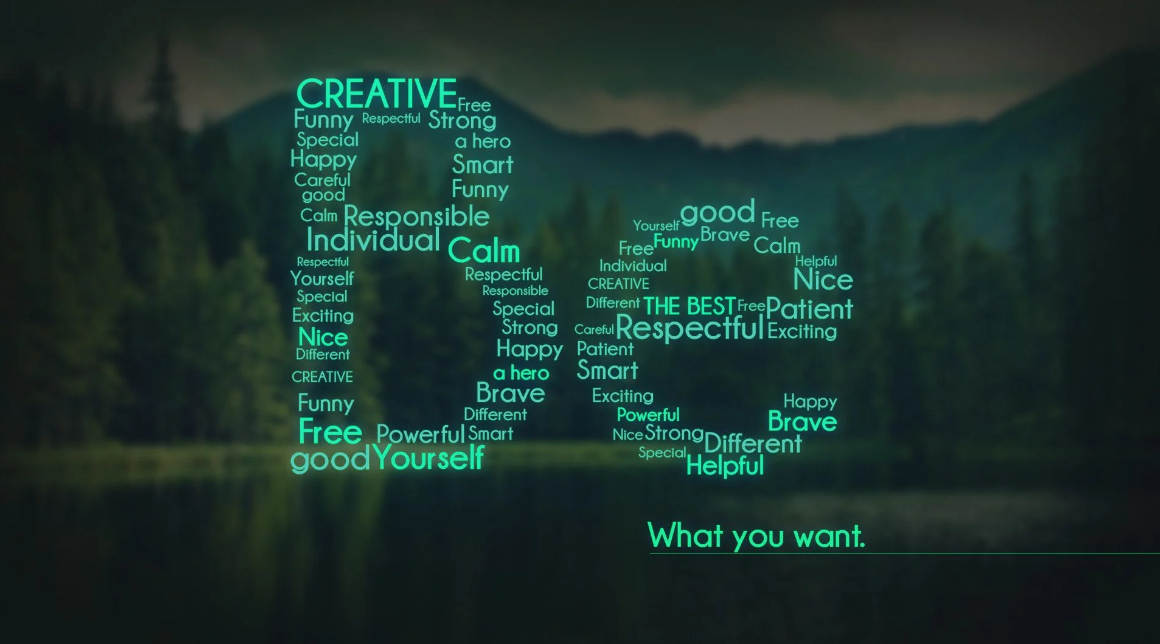 CREATIVE Free
Funny Respectful Strong
Special a hero
Happy Smart
Careful Funny
good
Calm Responsible
Individual Calm
Respectful Respectful
Yourself Responsible
Special Special
Exciting Strong
Nice Happy
Different a hero
CREATIVE Brave
Funny Different
Free Powerful Smart
good Yourself
good Free
Yourself Brave
Free Funny Calm
Individual Helpful
CREATIVE Nice
Different THE BEST Free Patient
Careful Respectful Exciting
Patient
Smart
Exciting Happy
Powerful Brave
Nice Strong Different
Special Helpful
What you want.